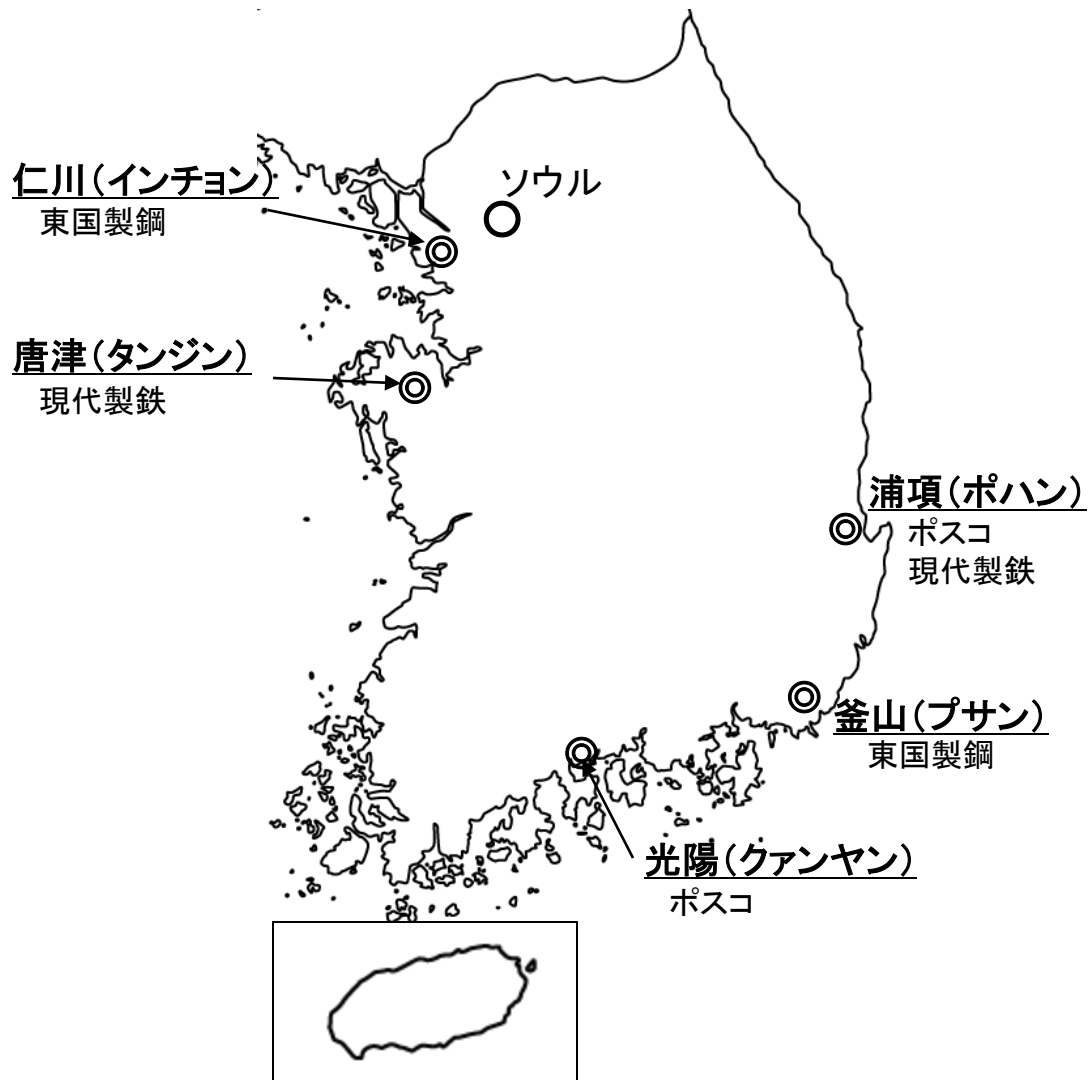 ソウル
仁川(インチョン)
東国製鋼
唐津(タンジン)
現代製鉄
浦項(ポハン)
ポスコ
現代製鉄
釜山(プサン)
東国製鋼
光陽(クァンヤン)
ポスコ